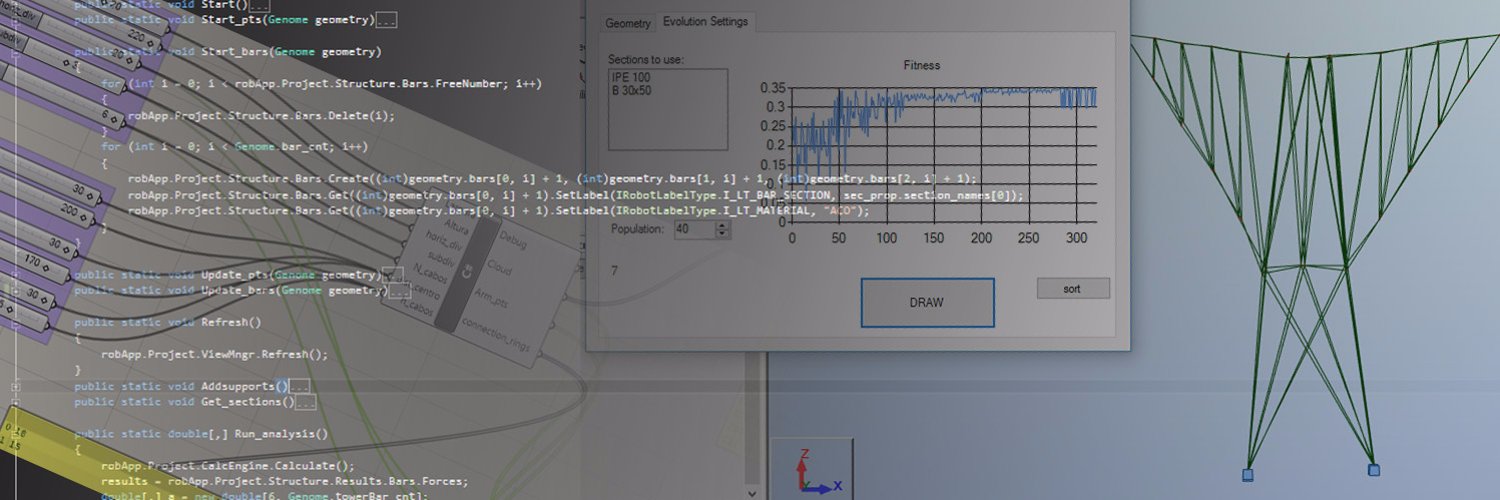 public static void Start()...
public static void Start_pts(Genome geometry)...
public static void Start_bars(Genome geometry)
{
for (int i = 0; i < robApp.Project.Structure.Bars.FreeNumber; i++)
{
robApp.Project.Structure.Bars.Delete(i);
}
for (int i = 0; i < Genome.bar_cnt; i++)
{
robApp.Project.Structure.Bars.Create((int)geometry.bars[0, i] + 1, (int)geometry.bars[1, i] + 1, (int)geometry.bars[2, i] + 1);
robApp.Project.Structure.Bars.Get((int)geometry.bars[0, i] + 1).SetLabel(IRobotLabelType.I_LT_BAR_SECTION, sec_prop.section_names[0]);
robApp.Project.Structure.Bars.Get((int)geometry.bars[0, i] + 1).SetLabel(IRobotLabelType.I_LT_MATERIAL, "ACO");
}
}
public static void Update_pts(Genome geometry)...
public static void Update_bars(Genome geometry)...
public static void Refresh()
{
robApp.Project.ViewMngr.Refresh();
}
public static void Addsupports()...
public static void Get_sections()...
public static double[,] Run_analysis()
{
robApp.Project.CalcEngine.Calculate();
results = robApp.Project.Structure.Results.Bars.Forces;
double[,] a = new double[6, Genome.towerBar_cnt];
horiz_div
subdiv
220
20
3
6
30
200
30
170
30
Altura
horiz_div
subdiv
N_cabos
n_cabos
Debug
Cloud
Arm_pts
connection_rings
Geometry
Evolution Settings
Sections to use:
IPE 100
B 30x50
Fitness
0.35
0.3
0.25
0.2
0.15
0.1
0
0 50 100 150 200 250 300
Population: 40
7
DRAW
sort
Z
X